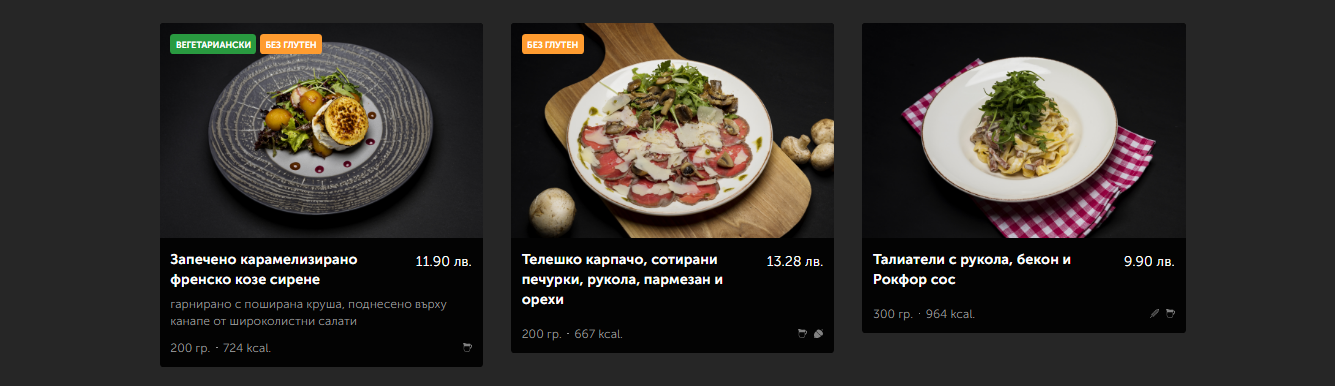 ВЕГЕТАРИАНСКИ БЕЗ ГЛУТЕН
Запечено карамелизирано
френско козе сирене
11.90 лв.
гарнирано с поширана круша, поднесено върху
канапе от широколистни салати
200 гр. · 724 kcal.
БЕЗ ГЛУТЕН
Телешко карпачо, сотирани
печурки, рукола, пармезан и
орехи
13.28 лв.
200 гр. · 667 kcal.
Талиатели с рукола, бекон и
Рокфор сос
9.90 лв.
300 гр. · 964 kcal.